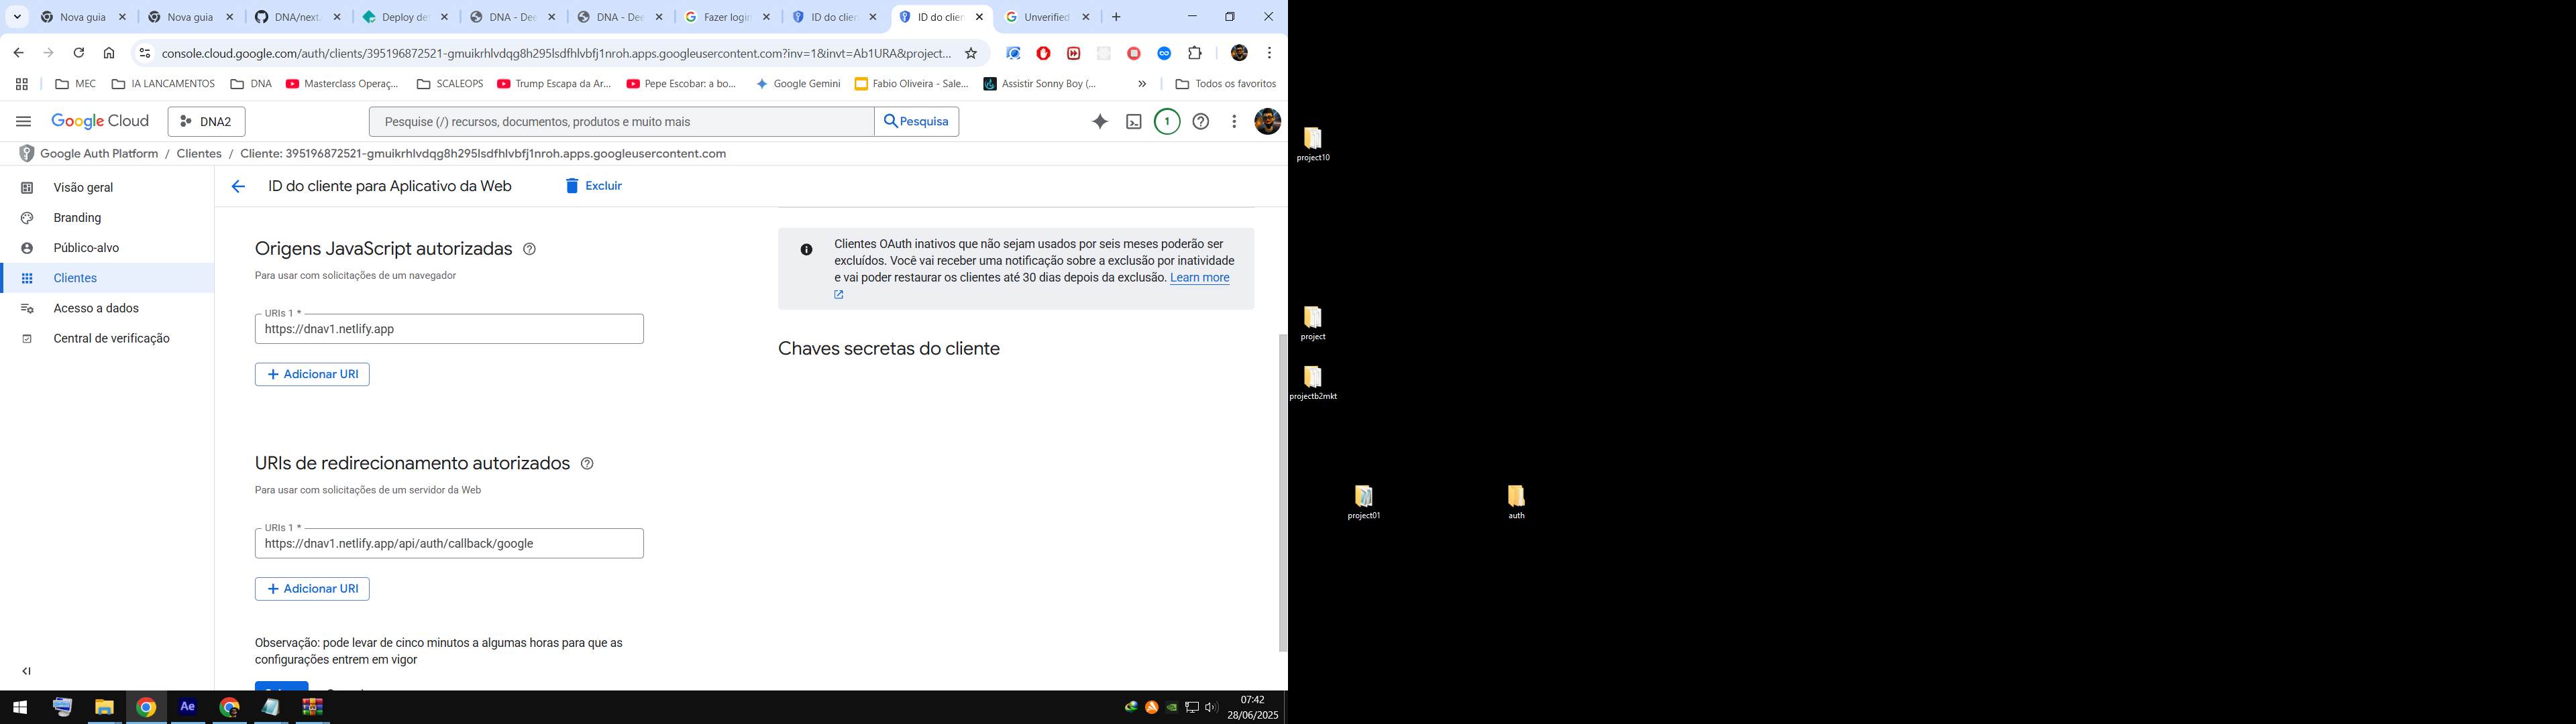 Nova guia
Nova guia
DNA/next.
Deploy det
DNA - Dee
DNA - Dee
Fazer login
ID do clien
ID do clien
Unverified
console.cloud.google.com/auth/clients/395196872521-gmuikrhlvdqg8h295lsdfhlvbfj1nroh.apps.googleusercontent.com?inv=1&invt=Ab1URA&project...
MEC
IA LANCAMENTOS
DNA
Masterclass Operaç...
SCALEOPS
Trump Escapa da Ar...
Pepe Escobar: a bo...
Google Gemini
Fabio Oliveira - Sale...
Assistir Sonny Boy (...
»
Todos os favoritos
Google Cloud
DNA2
Pesquise (/) recursos, documentos, produtos e muito mais
Pesquisa
1
Google Auth Platform / Clientes / Cliente: 395196872521-gmuikrhlvdqg8h295lsdfhlvbfj1nroh.apps.googleusercontent.com
Visão geral
Branding
Público-alvo
Clientes
Acesso a dados
Central de verificação
ID do cliente para Aplicativo da Web
Excluir
Origens JavaScript autorizadas
Para usar com solicitações de um navegador
URIs 1 *
https://dnav1.netlify.app
+ Adicionar URI
URIs de redirecionamento autorizados
Para usar com solicitações de um servidor da Web
URIs 1 *
https://dnav1.netlify.app/api/auth/callback/google
+ Adicionar URI
Observação: pode levar de cinco minutos a algumas horas para que as
configurações entrem em vigor
Clientes OAuth inativos que não sejam usados por seis meses poderão ser
excluídos. Você vai receber uma notificação sobre a exclusão por inatividade
e vai poder restaurar os clientes até 30 dias depois da exclusão. Learn more
Chaves secretas do cliente
project10
project
projectb2mkt
project01
auth
Ae
07:42
28/06/2025